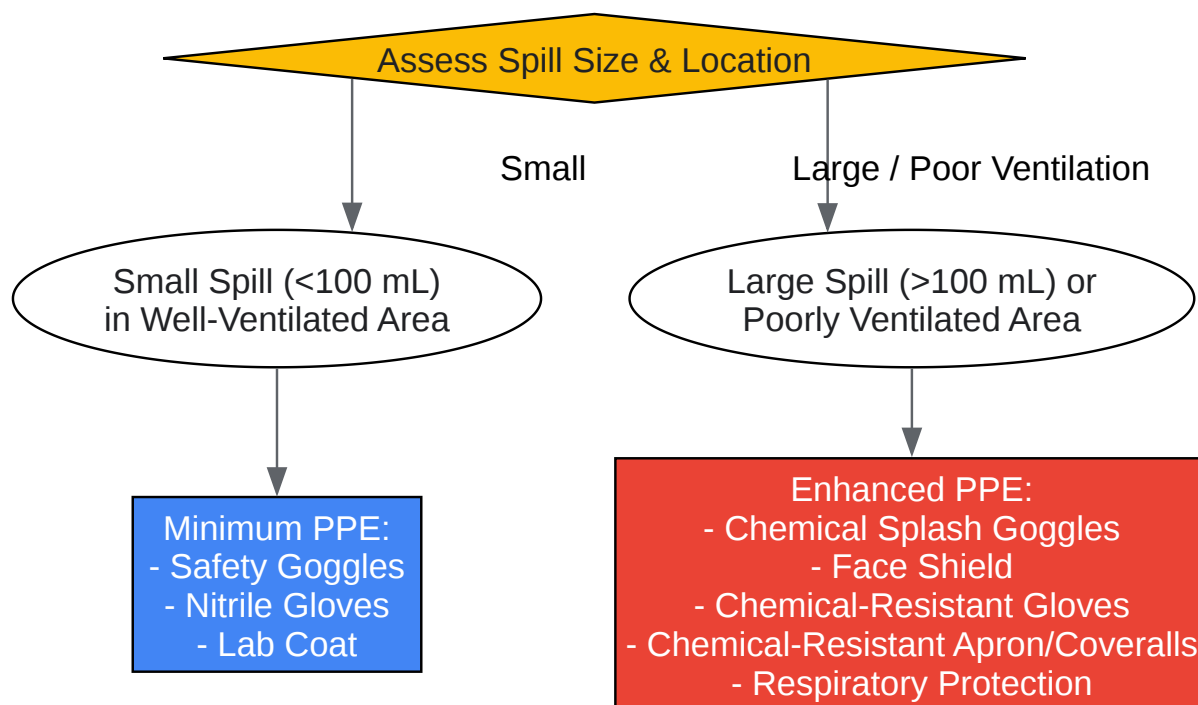 Assess Spill Size & Location
Small
Large / Poor Ventilation
Small Spill (<100 mL)
in Well-Ventilated Area
Large Spill (>100 mL) or
Poorly Ventilated Area
Minimum PPE:
- Safety Goggles
- Nitrile Gloves
- Lab Coat
Enhanced PPE:
- Chemical Splash Goggles
- Face Shield
- Chemical-Resistant Gloves
- Chemical-Resistant Apron/Coveralls
- Respiratory Protection